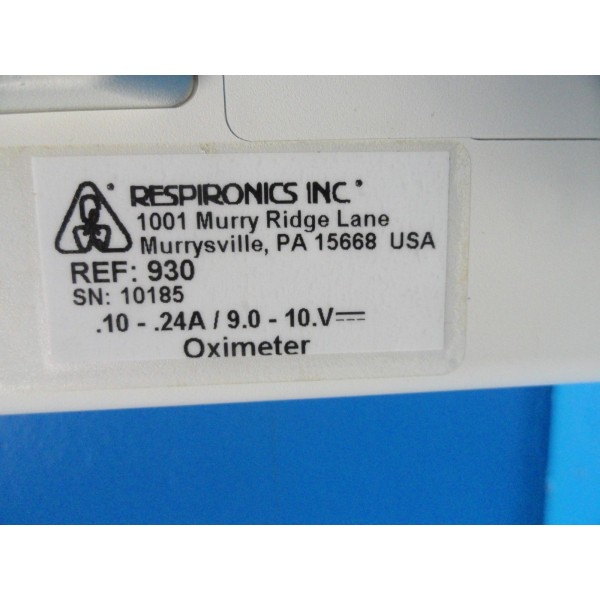 RESPIRONICS INC.®
1001 Murry Ridge Lane
Murrysville, PA 15668 USA
REF: 930
SN: 10185
.10 - .24A / 9.0 - 10.V⎓
Oximeter